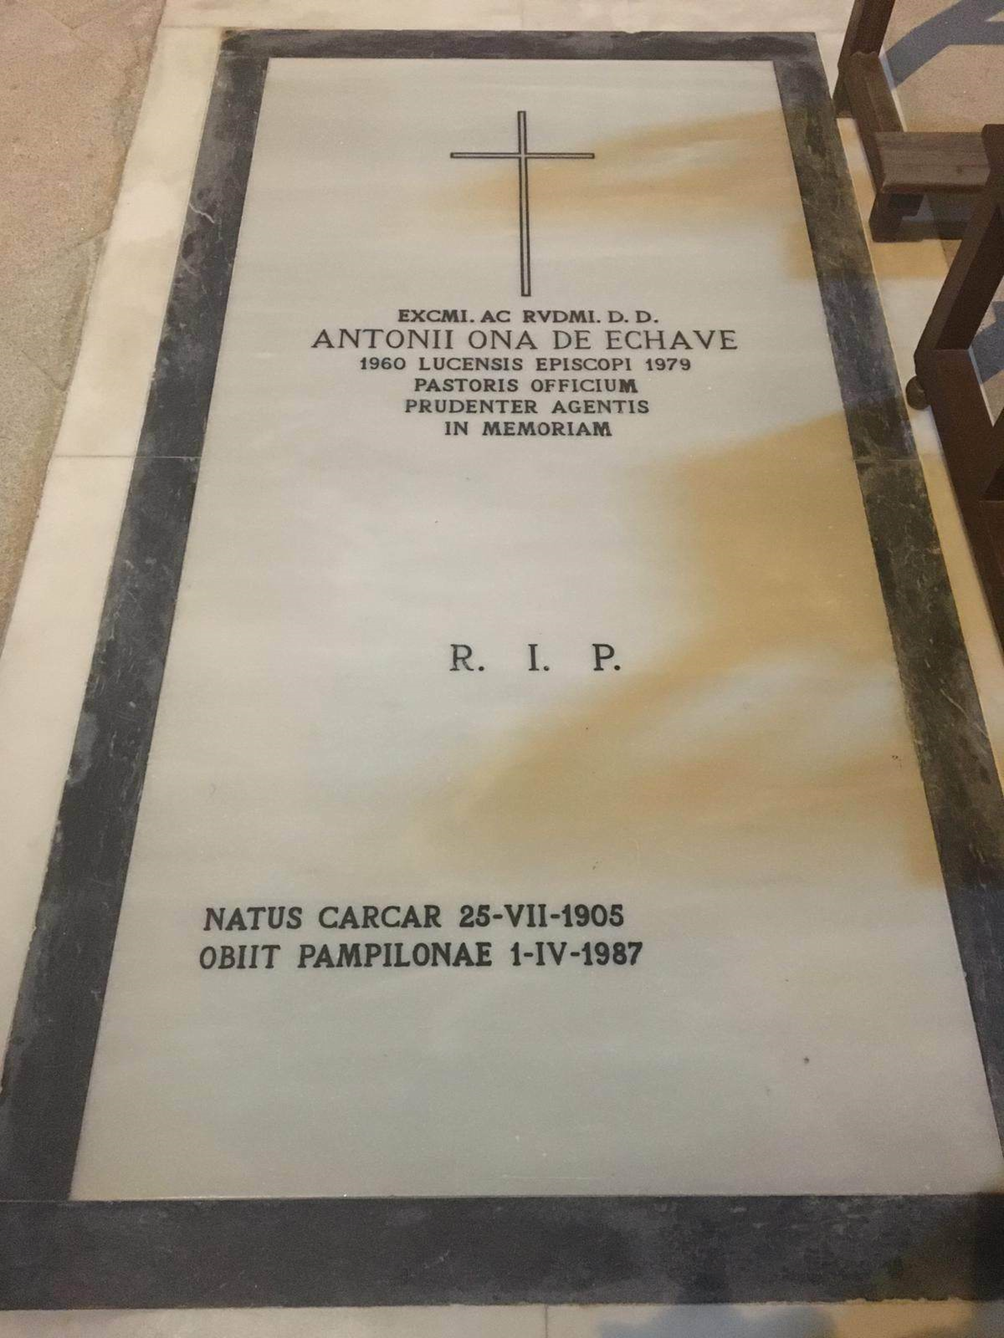 EXCMI. AC RVDMI. D. D.
ANTONII ONA DE ECHAVE
1960 LUCENSIS EPISCOPI 1979
PASTORIS OFFICIUM
PRUDENTER AGENTIS
IN MEMORIAM
R. I. P.
NATUS CARCAR 25-VII-1905
OBIIT PAMPILONAE 1-IV-1987